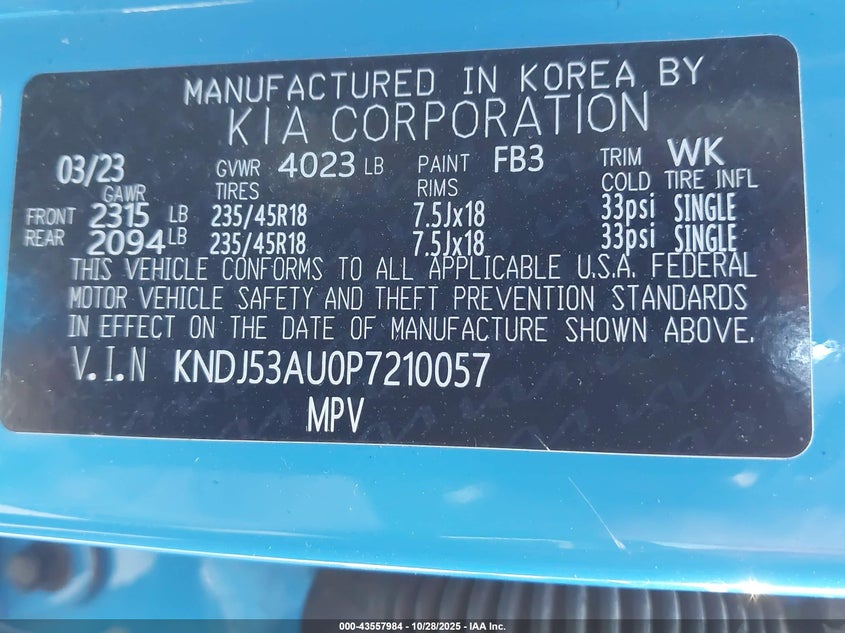 MANUFACTURED IN KOREA BY
KIA CORPORATION
03/23 GVWR 4023 LB PAINT FB3 TRIM WK
GAWR TIRES RIMS COLD TIRE INFL
FRONT 2315 LB 235/45R18 7.5Jx18 33psi SINGLE
REAR 2094 LB 235/45R18 7.5Jx18 33psi SINGLE
THIS VEHICLE CONFORMS TO ALL APPLICABLE U.S.A. FEDERAL
MOTOR VEHICLE SAFETY AND THEFT PREVENTION STANDARDS
IN EFFECT ON THE DATE OF MANUFACTURE SHOWN ABOVE.
V.I.N KNDJ53AU0P7210057
MPV
000-43557984 | 10/28/2025 - IAA Inc.